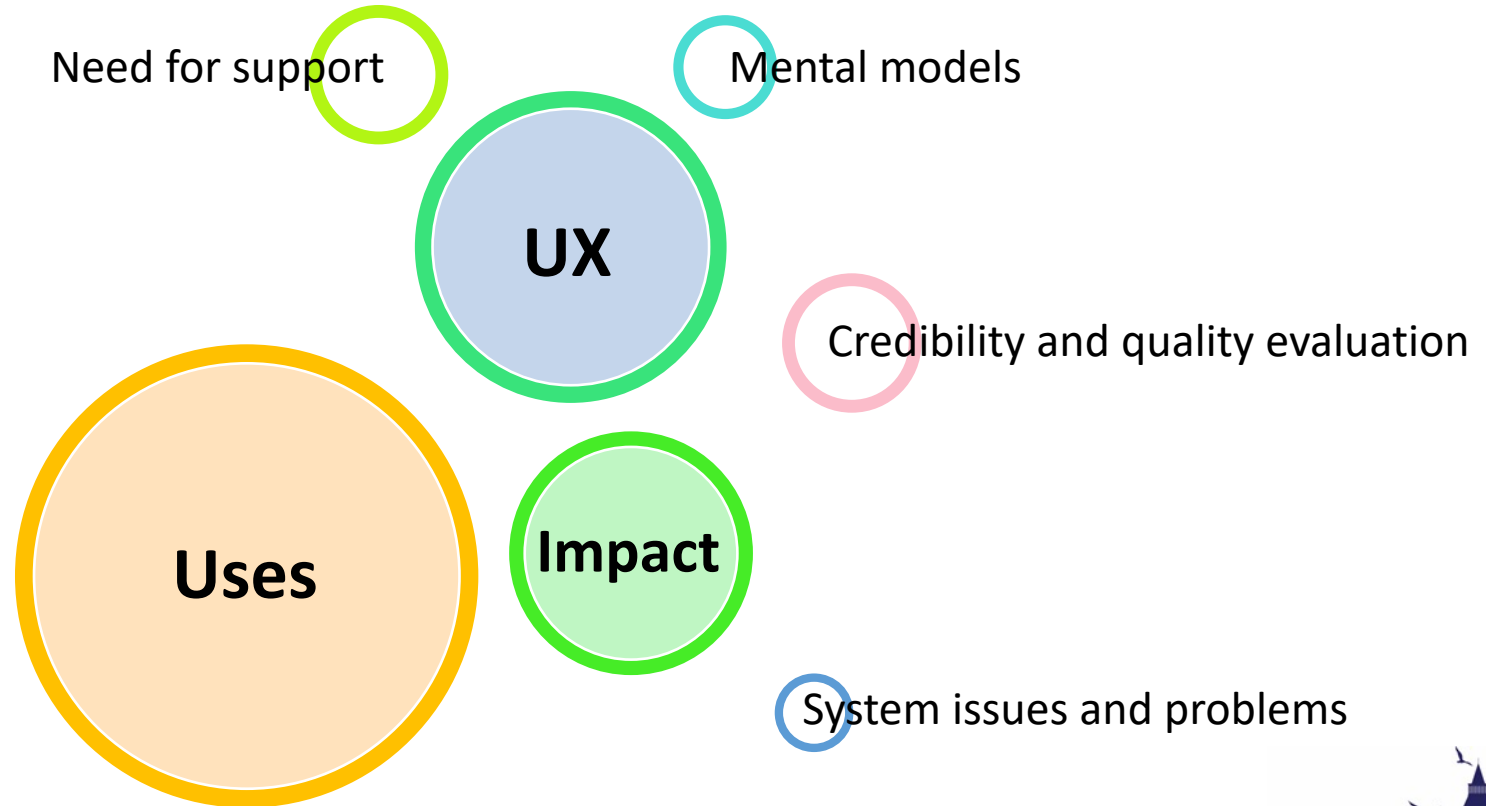 Need for support
Mental models
UX
Credibility and quality evaluation
Impact
Uses
System issues and problems